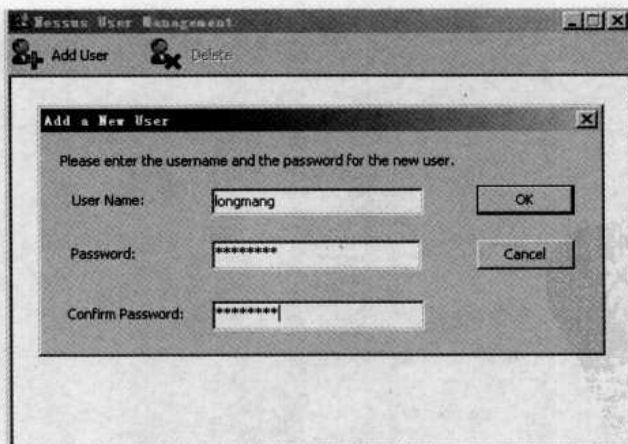 Nessus User Management
Add User
Delete
Add a New User
Please enter the username and the password for the new user.
User Name:
longmang
OK
Password:
********
Cancel
Confirm Password:
********